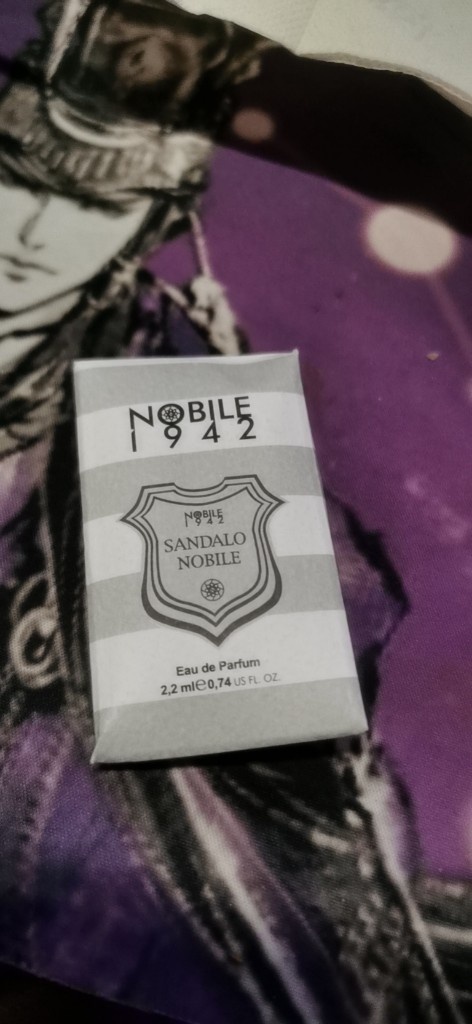 NOBILE
1942
NOBILE
1942
SANDALO
NOBILE
Eau de Parfum
2,2 ml℮0,74 US FL. OZ.